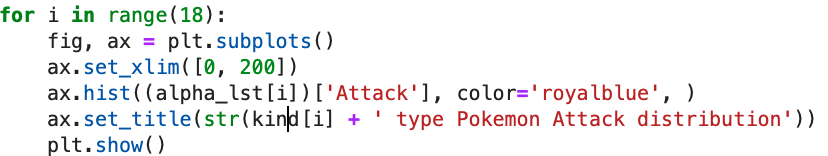 for i in range(18):
    fig, ax = plt.subplots()
    ax.set_xlim([0, 200])
    ax.hist((alpha_lst[i])['Attack'], color='royalblue', )
    ax.set_title(str(kind[i] + ' type Pokemon Attack distribution'))
    plt.show()